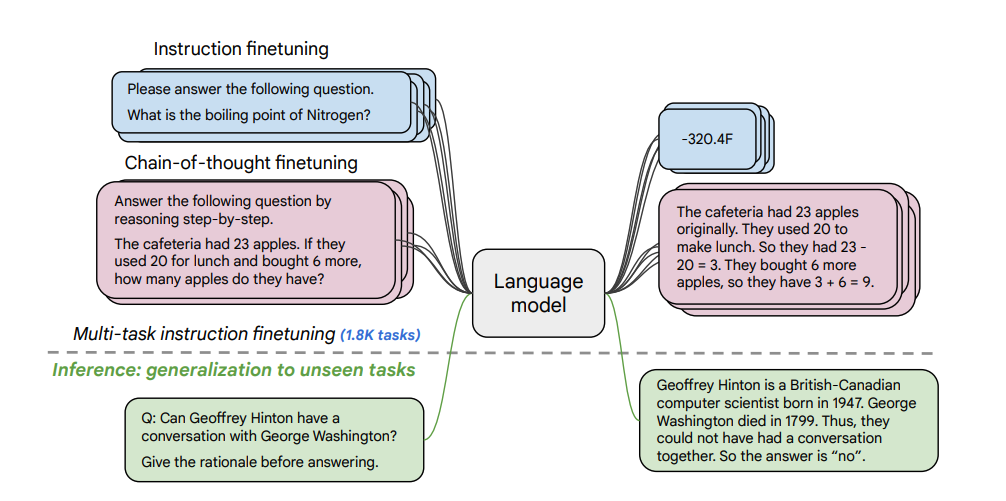 Instruction finetuning
Please answer the following question.
What is the boiling point of Nitrogen?
-320.4F
Chain-of-thought finetuning
Answer the following question by
reasoning step-by-step.
The cafeteria had 23 apples. If they
used 20 for lunch and bought 6 more,
how many apples do they have?
The cafeteria had 23 apples
originally. They used 20 to
make lunch. So they had 23 -
20 = 3. They bought 6 more
apples, so they have 3 + 6 = 9.
Language
model
Multi-task instruction finetuning (1.8K tasks)
Inference: generalization to unseen tasks
Q: Can Geoffrey Hinton have a
conversation with George Washington?
Give the rationale before answering.
Geoffrey Hinton is a British-Canadian
computer scientist born in 1947. George
Washington died in 1799. Thus, they
could not have had a conversation
together. So the answer is “no”.